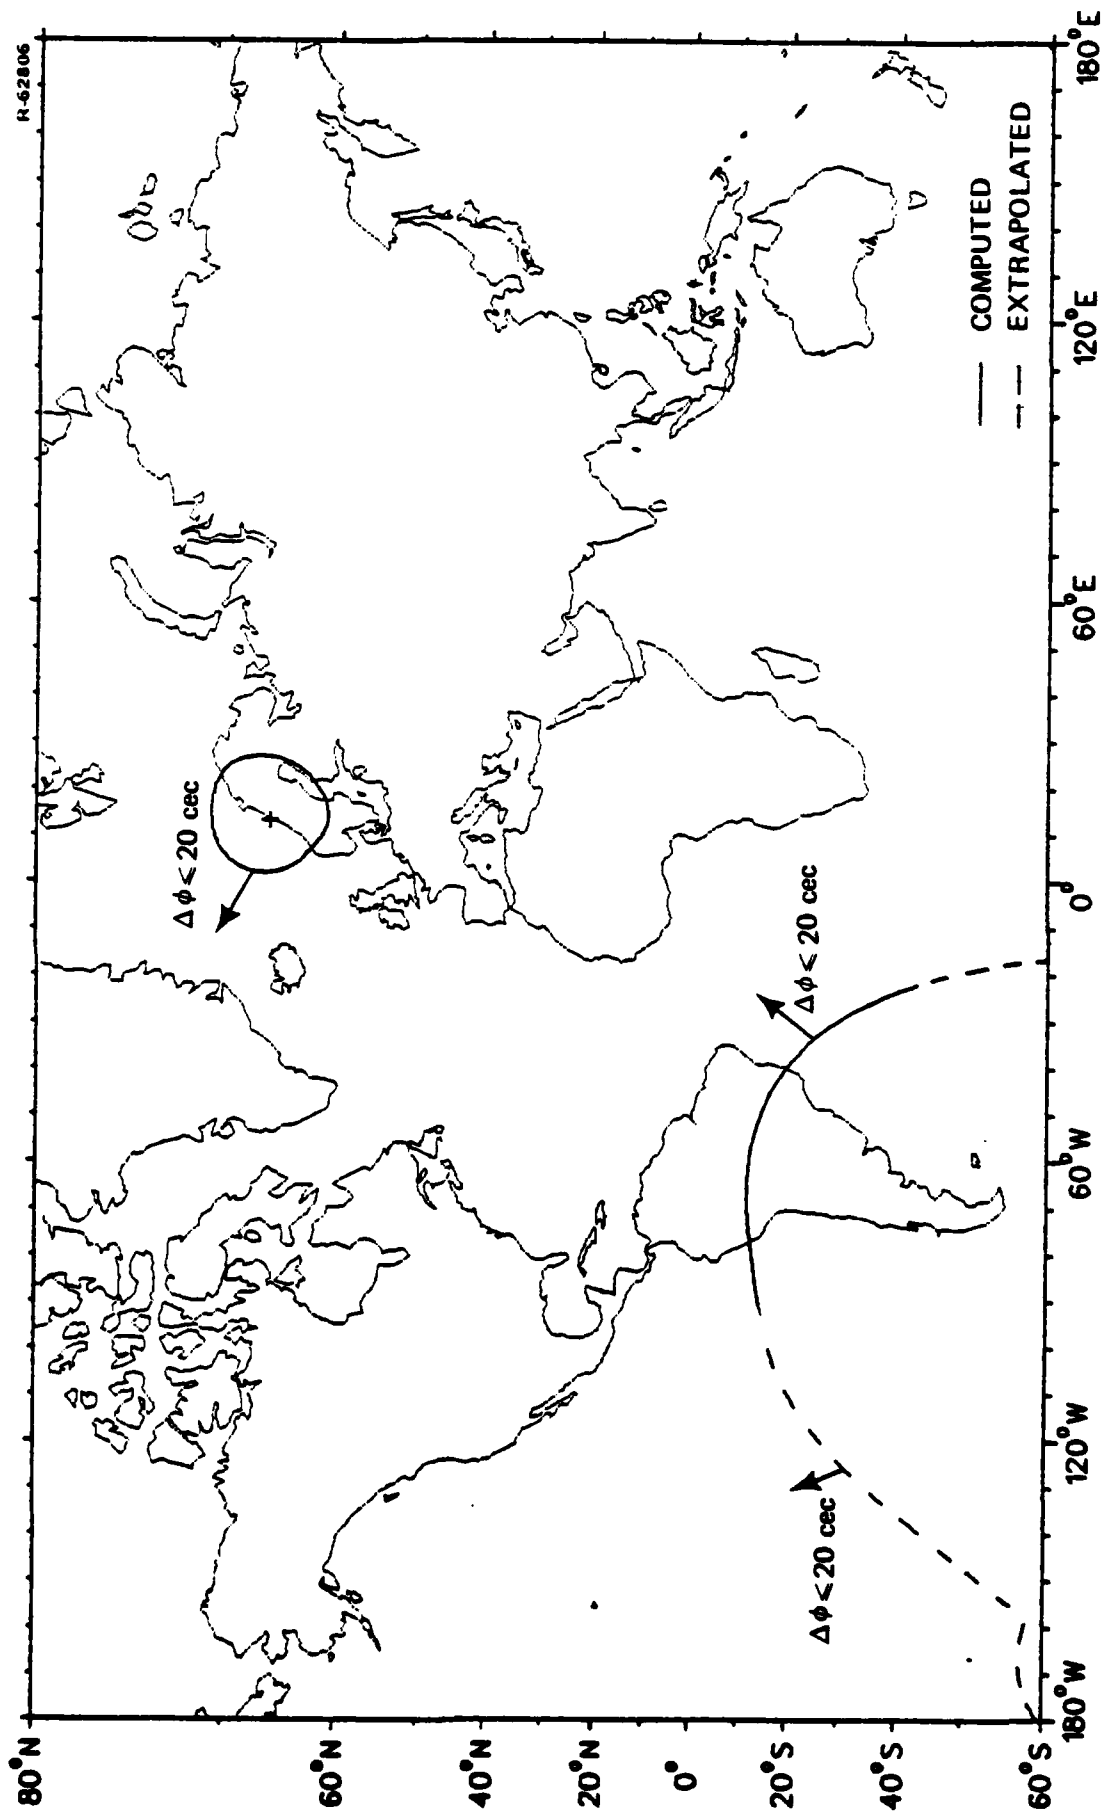 R-62806
80°N
60°N
40°N
20°N
0°
20°S
40°S
60°S
180°W
120°W
60°W
0°
60°E
120°E
180°E
Δϕ ≤ 20 cec
Δϕ ≤ 20 cec
Δϕ ≤ 20 cec
COMPUTED
EXTRAPOLATED